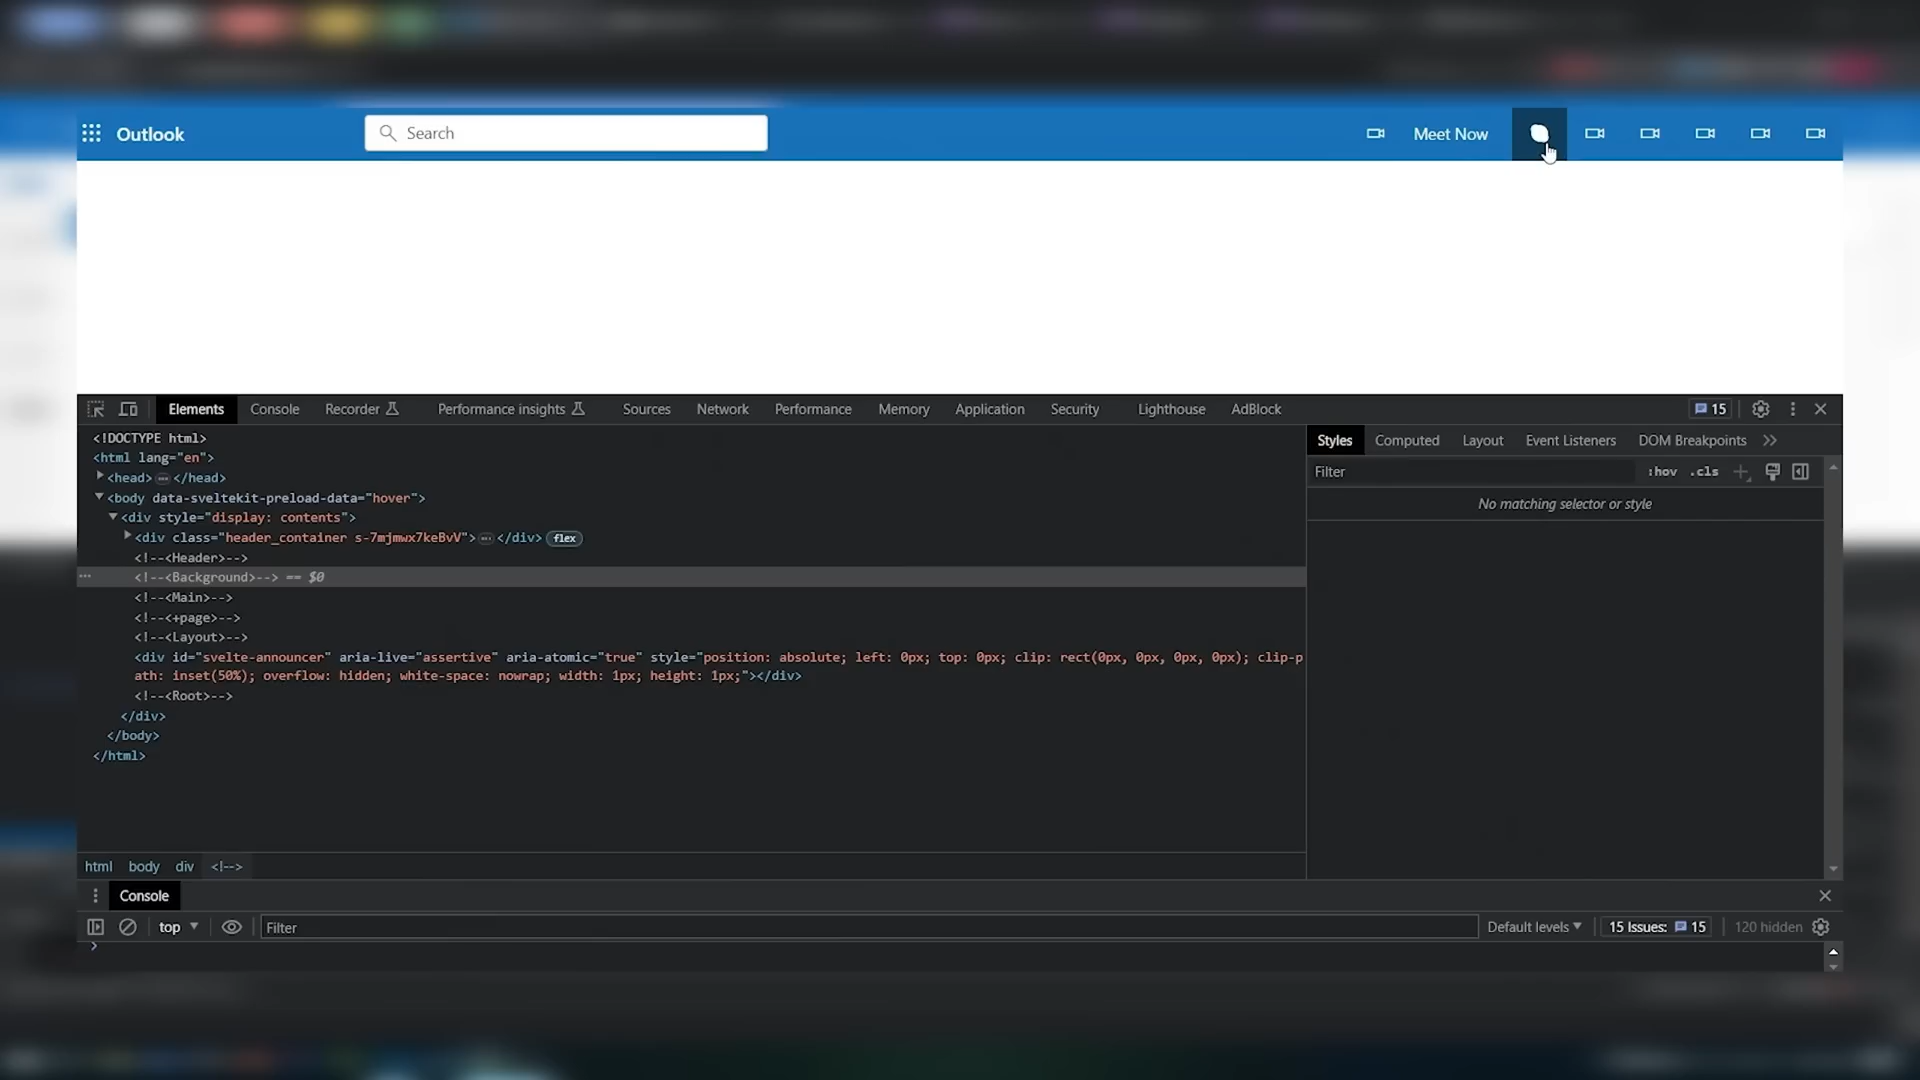 Outlook
Search
Meet Now
Elements Console Recorder Performance insights Sources Network Performance Memory Application Security Lighthouse AdBlock 15
<!DOCTYPE html>
<html lang="en">
<head>…</head>
<body data-sveltekit-preload-data="hover">
<div style="display: contents">
<div class="header_container s-7mjmwx7keBvV">…</div> flex
<!--<Header>-->
<!--<Background>--> == $0
<!--<Main>-->
<!--<+page>-->
<!--<Layout>-->
<div id="svelte-announcer" aria-live="assertive" aria-atomic="true" style="position: absolute; left: 0px; top: 0px; clip: rect(0px, 0px, 0px, 0px); clip-p
ath: inset(50%); overflow: hidden; white-space: nowrap; width: 1px; height: 1px;"></div>
<!--<Root>-->
</div>
</body>
</html>
Styles Computed Layout Event Listeners DOM Breakpoints
Filter :hov .cls
No matching selector or style
html body div <!-->
Console
top Filter Default levels 15 Issues: 15 120 hidden